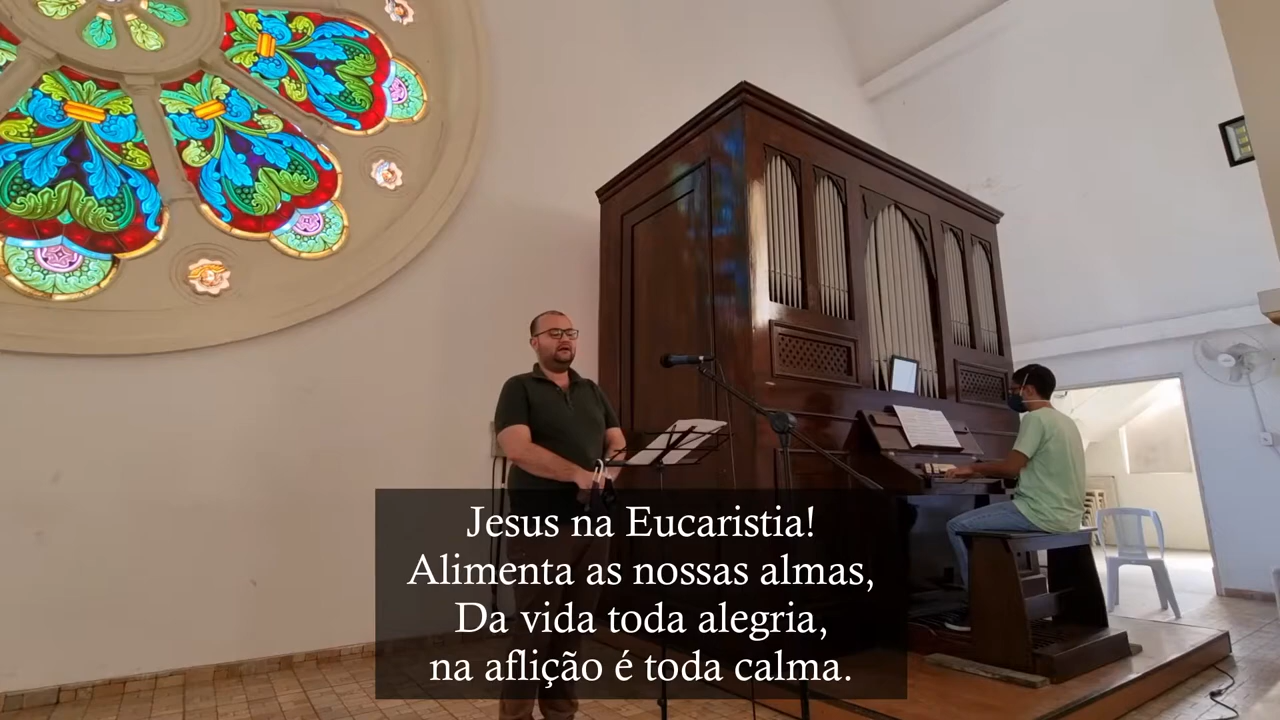 Jesus na Eucaristia!
Alimenta as nossas almas,
Da vida toda alegria,
na aflição é toda calma.